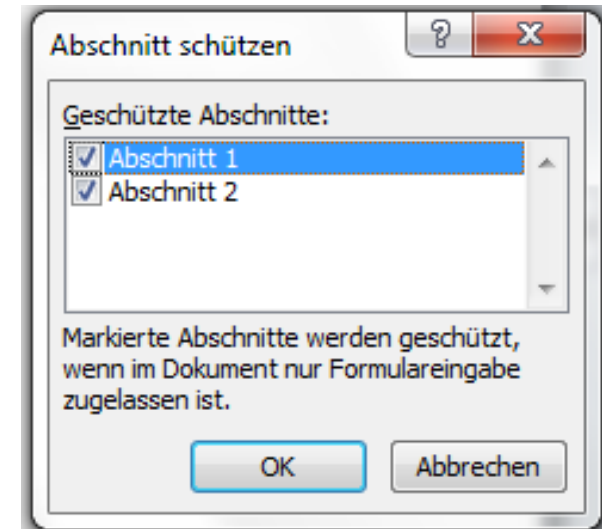 Abschnitt schützen
Geschützte Abschnitte:
Abschnitt 1
Abschnitt 2
Markierte Abschnitte werden geschützt,
wenn im Dokument nur Formulareingabe
zugelassen ist.
OK Abbrechen